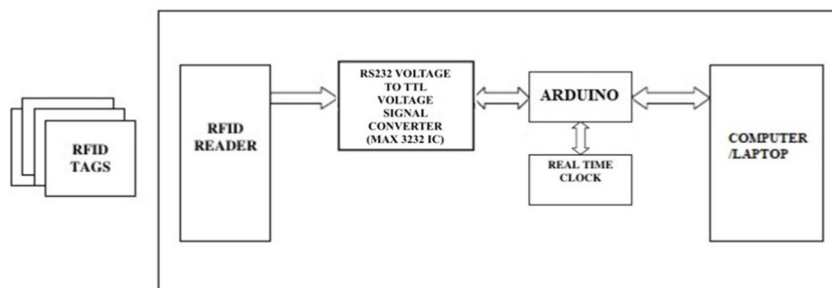 RFID
TAGS
RFID
READER
RS232 VOLTAGE
TO TTL
VOLTAGE
SIGNAL
CONVERTER
(MAX 3232 IC)
ARDUINO
REAL TIME
CLOCK
COMPUTER
/LAPTOP